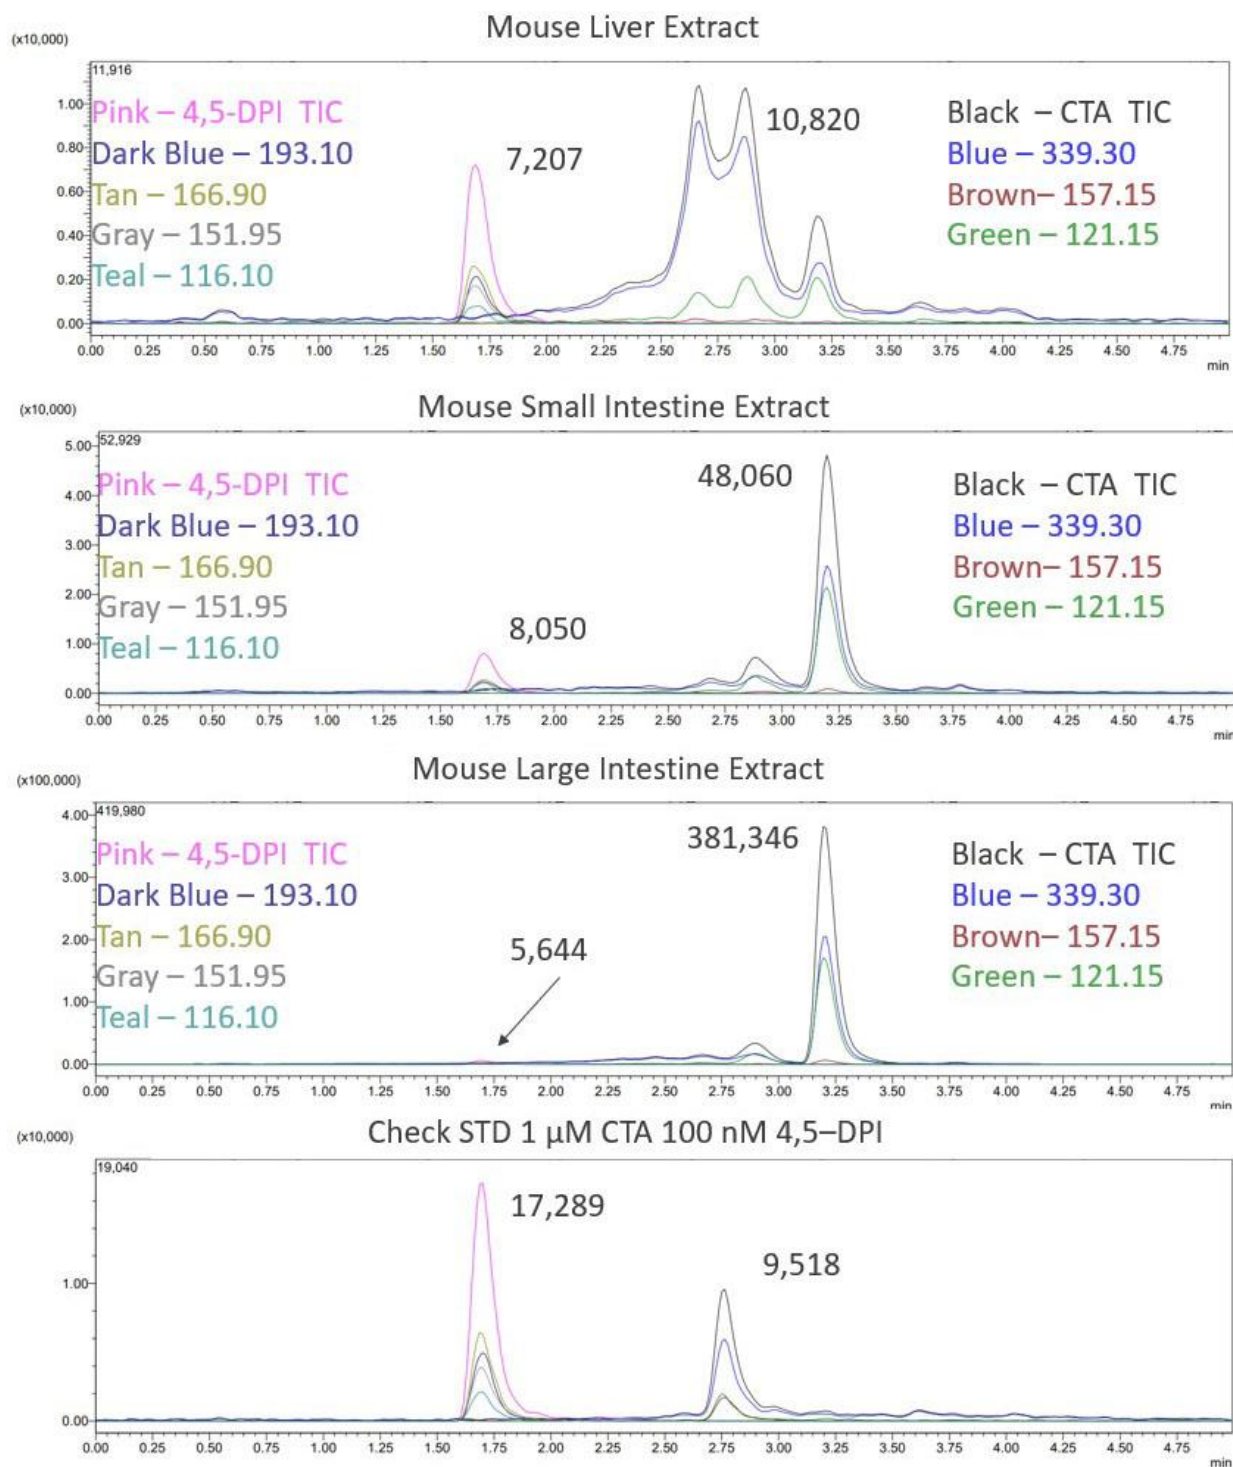 Mouse Liver Extract
(x10,000)
11,916
1.00
0.80
0.60
0.40
0.20
0.00
Pink – 4,5-DPI TIC
Dark Blue – 193.10
Tan – 166.90
Gray – 151.95
Teal – 116.10
7,207
10,820
Black – CTA TIC
Blue – 339.30
Brown– 157.15
Green – 121.15
0.00 0.25 0.50 0.75 1.00 1.25 1.50 1.75 2.00 2.25 2.50 2.75 3.00 3.25 3.50 3.75 4.00 4.25 4.50 4.75
min
Mouse Small Intestine Extract
(x10,000)
52,929
5.00
4.00
3.00
2.00
1.00
0.00
Pink – 4,5-DPI TIC
Dark Blue – 193.10
Tan – 166.90
Gray – 151.95
Teal – 116.10
8,050
48,060
Black – CTA TIC
Blue – 339.30
Brown– 157.15
Green – 121.15
0.00 0.25 0.50 0.75 1.00 1.25 1.50 1.75 2.00 2.25 2.50 2.75 3.00 3.25 3.50 3.75 4.00 4.25 4.50 4.75
min
Mouse Large Intestine Extract
(x100,000)
419,980
4.00
3.00
2.00
1.00
0.00
Pink – 4,5-DPI TIC
Dark Blue – 193.10
Tan – 166.90
Gray – 151.95
Teal – 116.10
5,644
381,346
Black – CTA TIC
Blue – 339.30
Brown– 157.15
Green – 121.15
0.00 0.25 0.50 0.75 1.00 1.25 1.50 1.75 2.00 2.25 2.50 2.75 3.00 3.25 3.50 3.75 4.00 4.25 4.50 4.75
min
Check STD 1 µM CTA 100 nM 4,5–DPI
(x10,000)
19,040
1.00
0.00
17,289
9,518
0.00 0.25 0.50 0.75 1.00 1.25 1.50 1.75 2.00 2.25 2.50 2.75 3.00 3.25 3.50 3.75 4.00 4.25 4.50 4.75
min